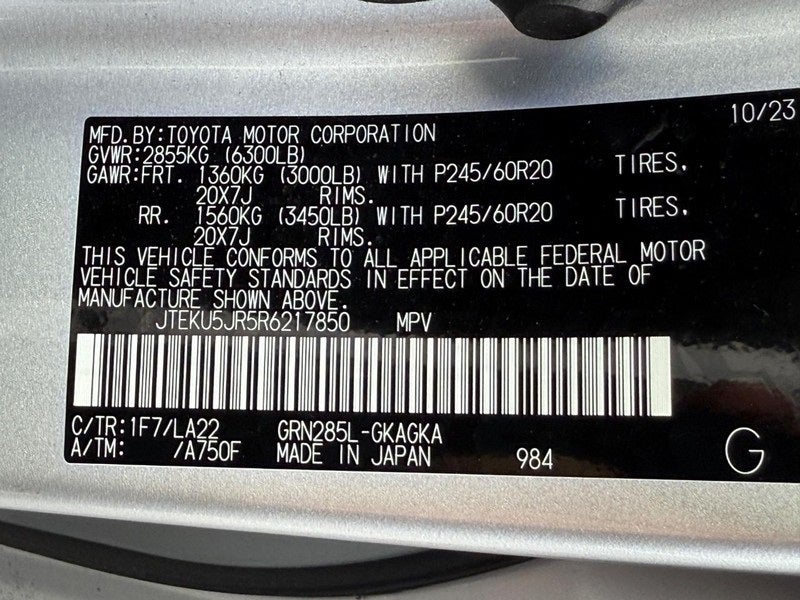 10/23
MFD.BY:TOYOTA MOTOR CORPORATION
GVWR:2855KG (6300LB)
GAWR:FRT. 1360KG (3000LB) WITH P245/60R20 TIRES,
20X7J RIMS.
RR. 1560KG (3450LB) WITH P245/60R20 TIRES,
20X7J RIMS.
THIS VEHICLE CONFORMS TO ALL APPLICABLE FEDERAL MOTOR
VEHICLE SAFETY STANDARDS IN EFFECT ON THE DATE OF
MANUFACTURE SHOWN ABOVE.
JTEKU5JR5R6217850 MPV
C/TR:1F7/LA22 GRN285L-GKAGKA
A/TM: /A750F MADE IN JAPAN 984 G